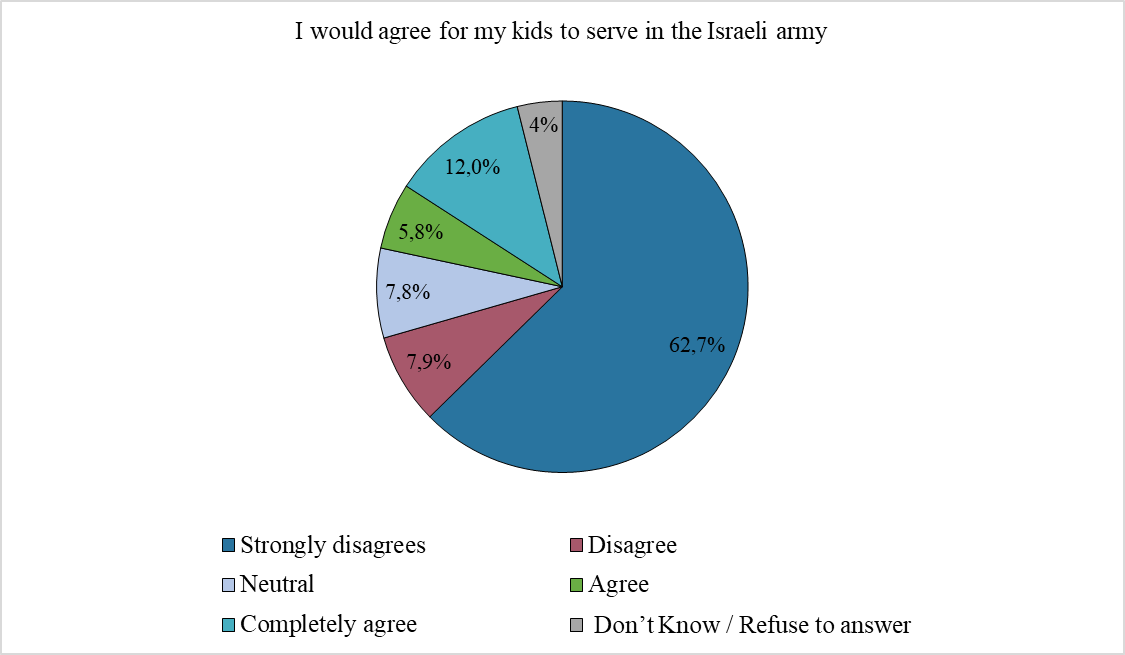 I would agree for my kids to serve in the Israeli army
4%
12,0%
5,8%
7,8%
7,9%
62,7%
Strongly disagrees
Disagree
Neutral
Agree
Completely agree
Don’t Know / Refuse to answer